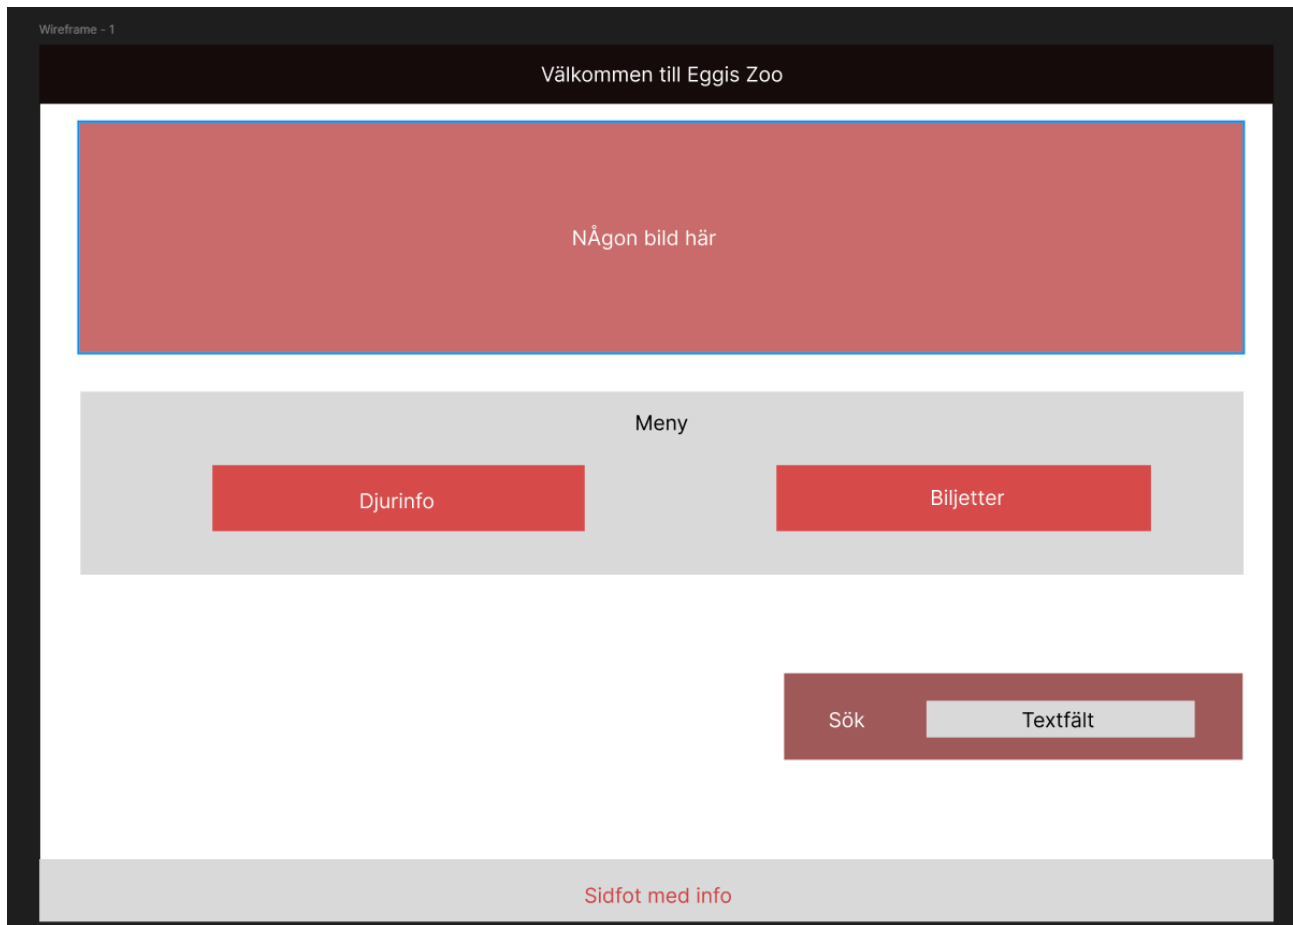 Wireframe - 1
Välkommen till Eggis Zoo
NÅgon bild här
Meny
Djurinfo
Biljetter
Sök
Textfält
Sidfot med info